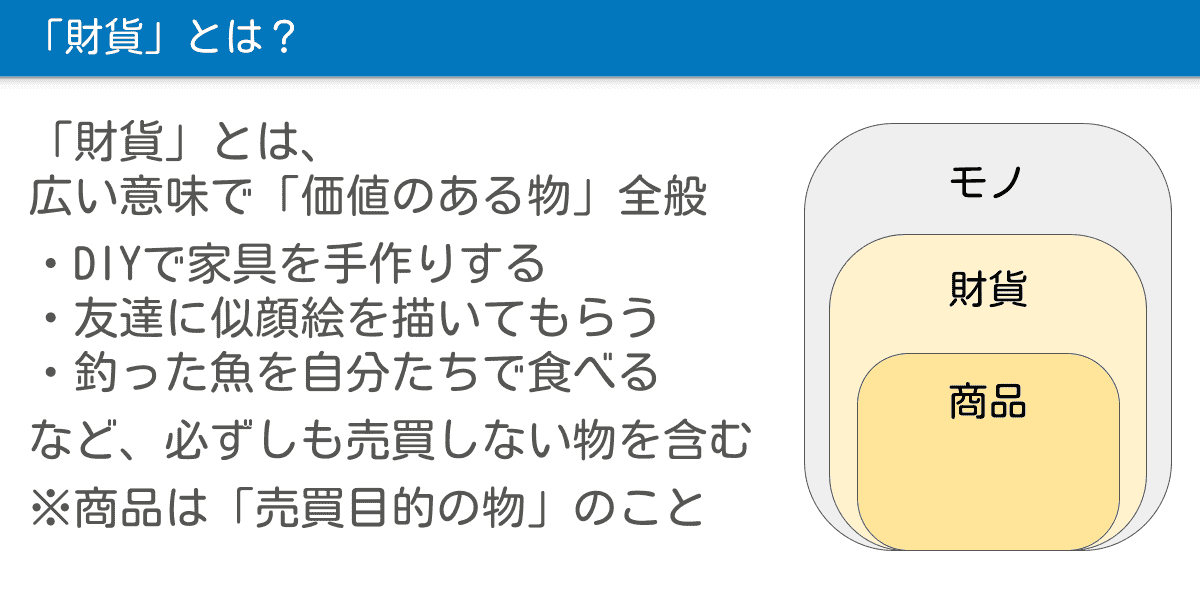 「財貨」とは？
「財貨」とは、
広い意味で「価値のある物」全般
・DIYで家具を手作りする
・友達に似顔絵を描いてもらう
・釣った魚を自分たちで食べる
など、必ずしも売買しない物を含む
※商品は「売買目的の物」のこと
モノ
財貨
商品